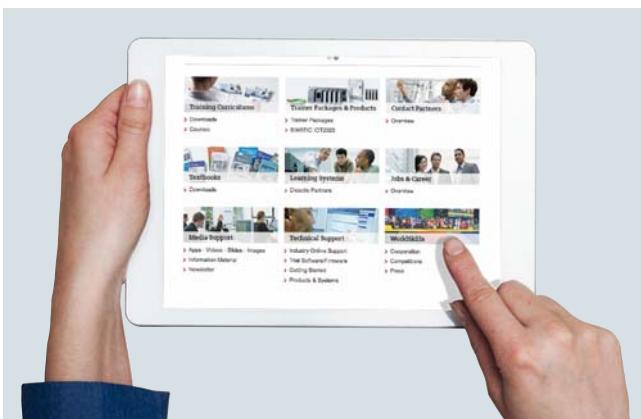 Training Curriculums
Downloads
Courses
Trainer Packages & Products
Trainer Packages
SIMATIC
Contact Partners
Overview
Textbooks
Downloads
Learning Systems
Didactic Partners
Jobs & Career
Overview
Media Support
Apps · Videos · Slides · Images
Information Material
Newsletter
Technical Support
Industry Online Support
Trial Software/Firmware
Getting Started
Products & Systems
WorldSkills
Cooperation
Competitions
Press